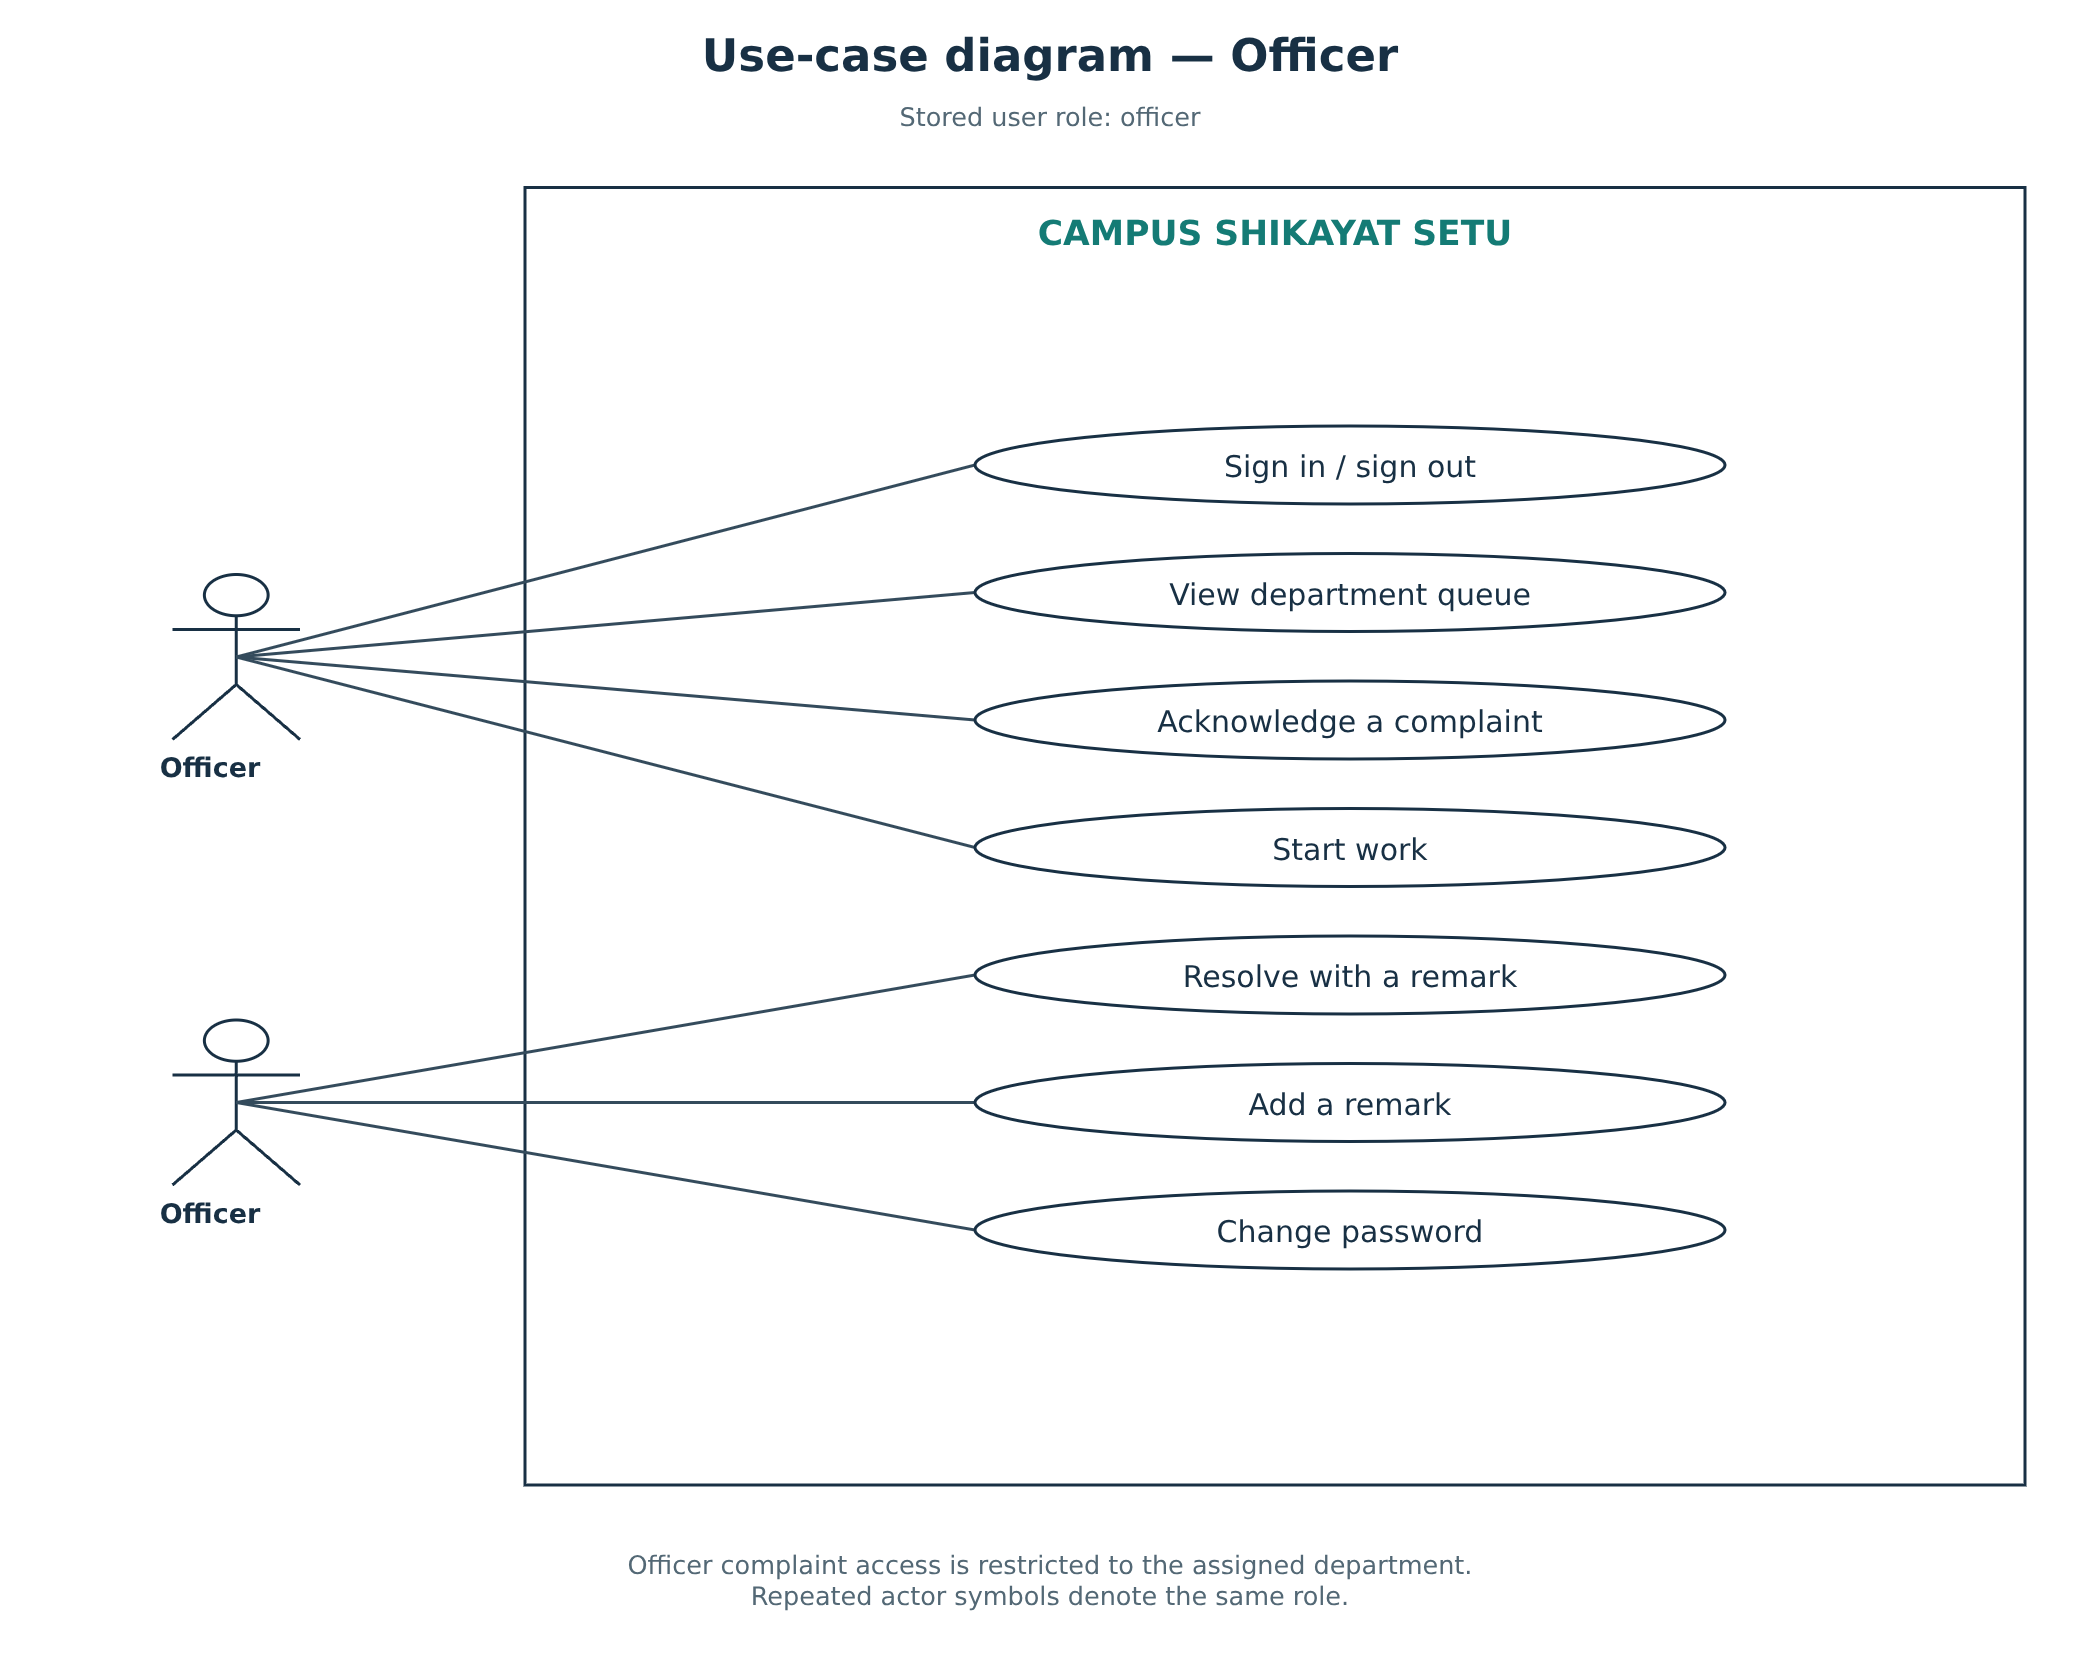 Use-case diagram — Officer
Stored user role: officer
CAMPUS SHIKAYAT SETU
Sign in / sign out
View department queue
Acknowledge a complaint
Start work
Officer
Resolve with a remark
Add a remark
Change password
Officer
Officer complaint access is restricted to the assigned department.
Repeated actor symbols denote the same role.